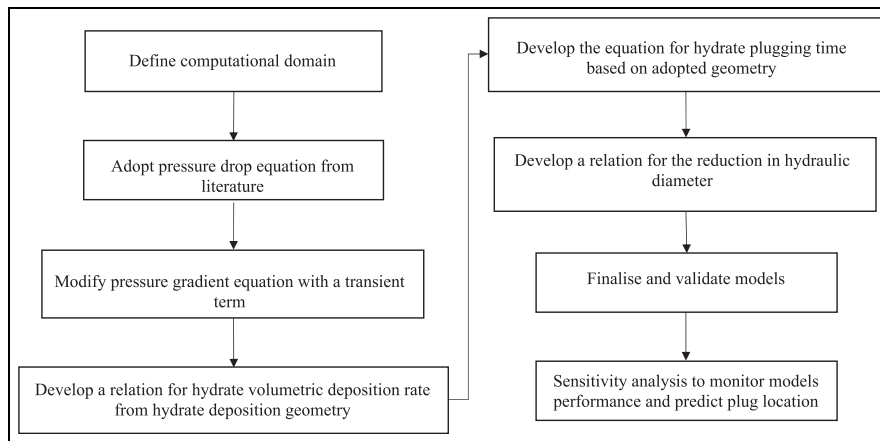 Define computational domain
Adopt pressure drop equation from
literature
Modify pressure gradient equation with a transient
term
Develop a relation for hydrate volumetric deposition rate
from hydrate deposition geometry
Develop the equation for hydrate plugging time
based on adopted geometry
Develop a relation for the reduction in hydraulic
diameter
Finalise and validate models
Sensitivity analysis to monitor models
performance and predict plug location